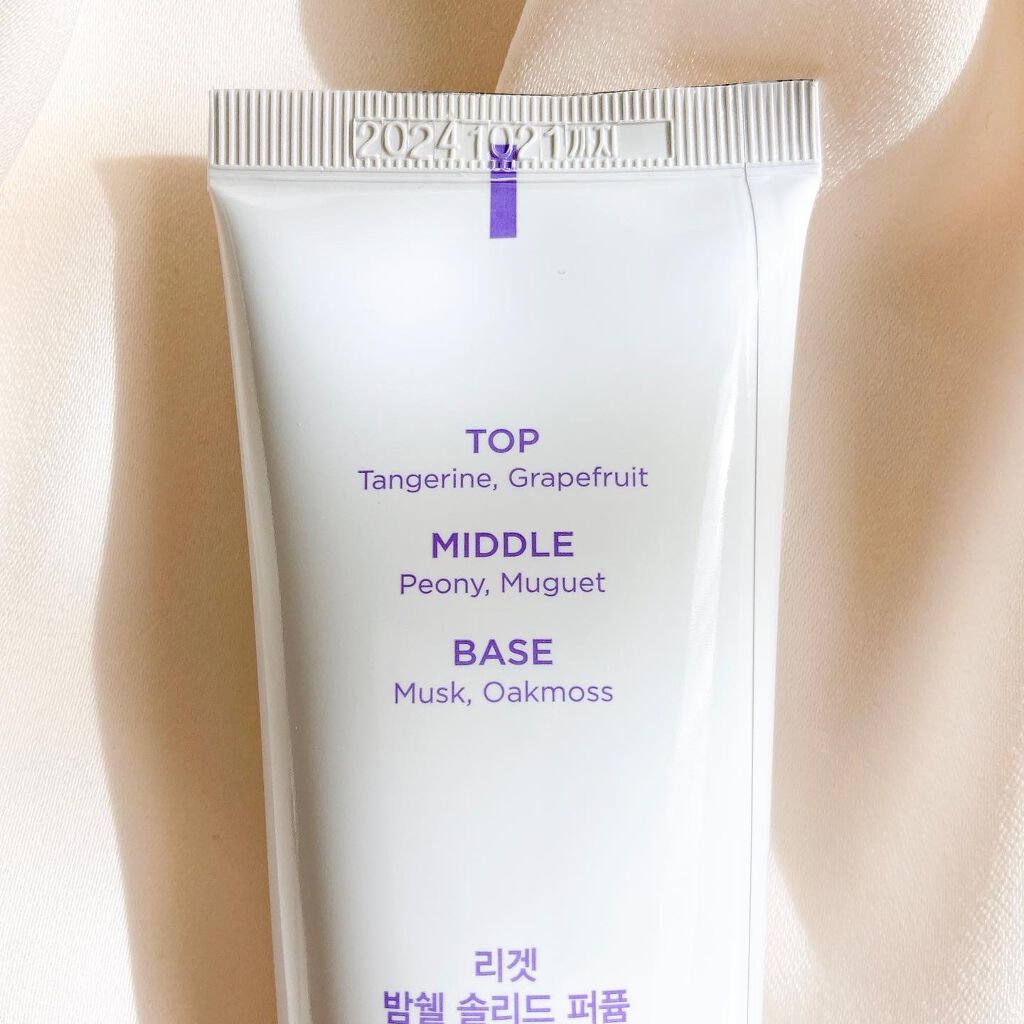 20241021까지
TOP
Tangerine, Grapefruit
MIDDLE
Peony, Muguet
BASE
Musk, Oakmoss
리겟
밤쉘 솔리드 퍼퓸